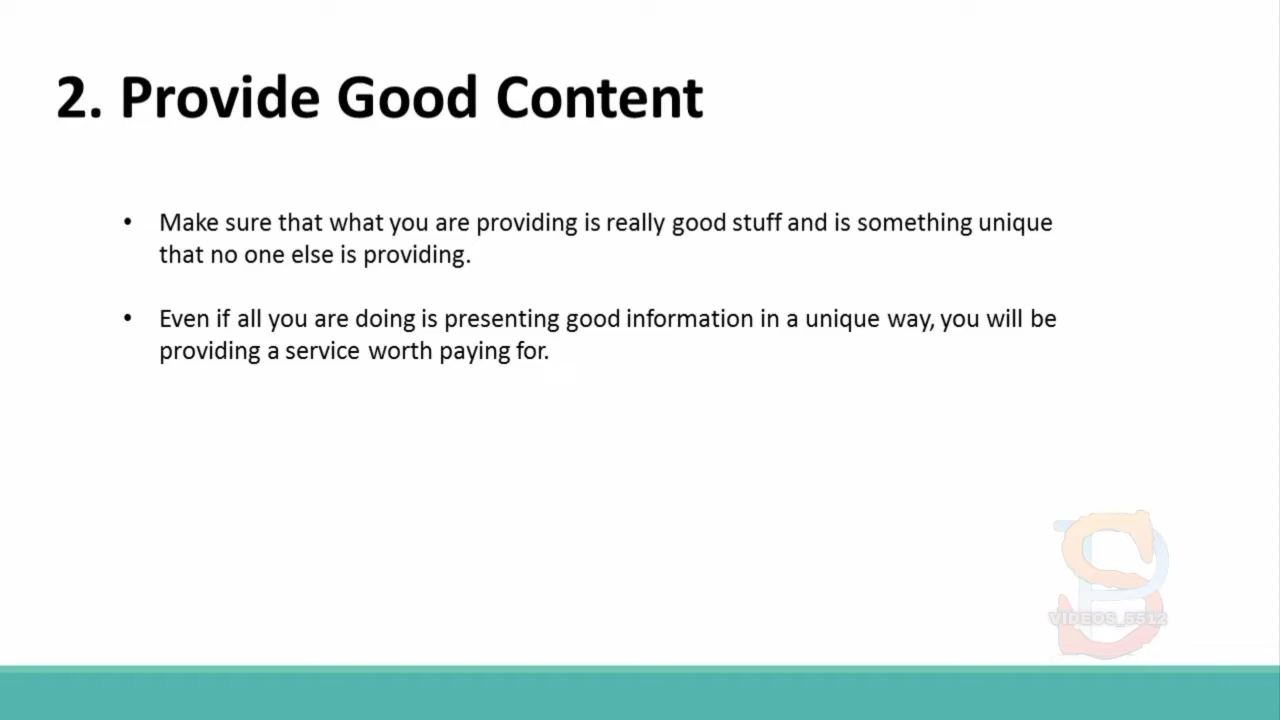 2. Provide Good Content
• Make sure that what you are providing is really good stuff and is something unique
that no one else is providing.
• Even if all you are doing is presenting good information in a unique way, you will be
providing a service worth paying for.
VIDEOS_5512